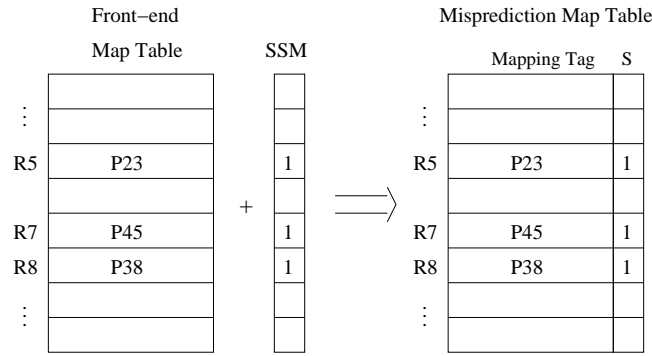 Front−end Misprediction Map Table
Map Table SSM Mapping Tag S
⋮ ⋮
R5 P23 1 R5 P23 1
+
R7 P45 1 R7 P45 1
R8 P38 1 R8 P38 1
⋮ ⋮